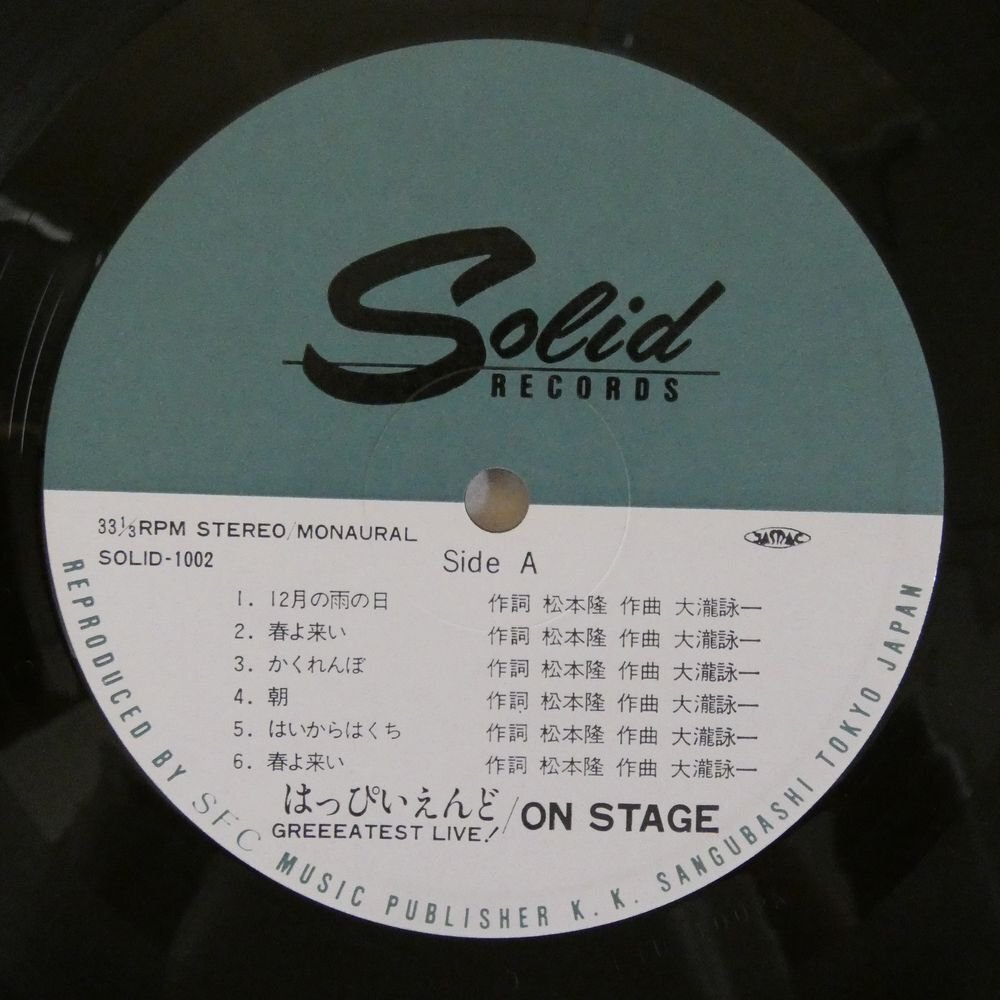 Solid
RECORDS
33⅓RPM STEREO/MONAURAL
SOLID-1002
Side A
JASRAC
1. 12月の雨の日 作詞 松本隆 作曲 大瀧詠一
2. 春よ来い 作詞 松本隆 作曲 大瀧詠一
3. かくれんぼ 作詞 松本隆 作曲 大瀧詠一
4. 朝 作詞 松本隆 作曲 大瀧詠一
5. はいからはくち 作詞 松本隆 作曲 大瀧詠一
6. 春よ来い 作詞 松本隆 作曲 大瀧詠一
はっぴいえんど/ON STAGE
GREEEATEST LIVE!
REPRODUCED BY SFC MUSIC PUBLISHER K. K. SANGUBASHI TOKYO JAPAN